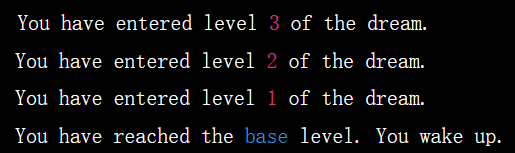 You have entered level 3 of the dream.
You have entered level 2 of the dream.
You have entered level 1 of the dream.
You have reached the base level. You wake up.